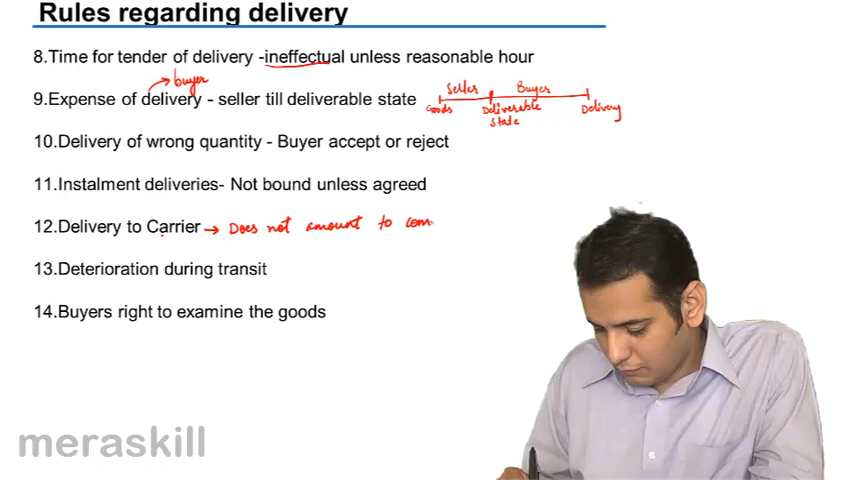 Rules regarding delivery
8.Time for tender of delivery -ineffectual unless reasonable hour
buyer
9.Expense of delivery - seller till deliverable state
Seller Buyer
Goods Deliverable State Delivery
10.Delivery of wrong quantity - Buyer accept or reject
11.Instalment deliveries- Not bound unless agreed
12.Delivery to Carrier → Does not amount to com
13.Deterioration during transit
14.Buyers right to examine the goods
meraskill